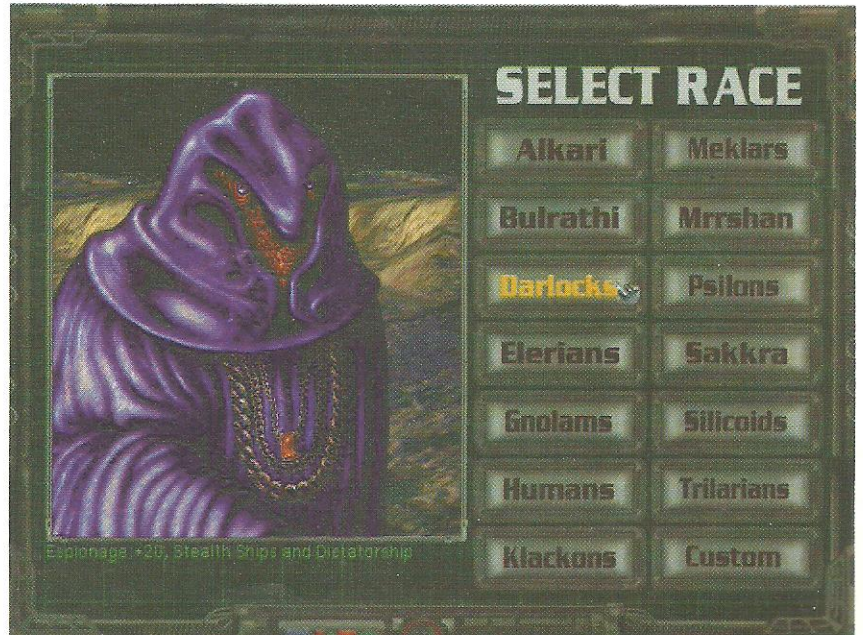 SELECT RACE
Alkari
Meklars
Bulrathi
Mrrshan
Darlocks
Psilons
Elerians
Sakkra
Gnolams
Silicoids
Humans
Trilarians
Klackons
Custom
Espionage +20, Stealth Ships and Dictatorship